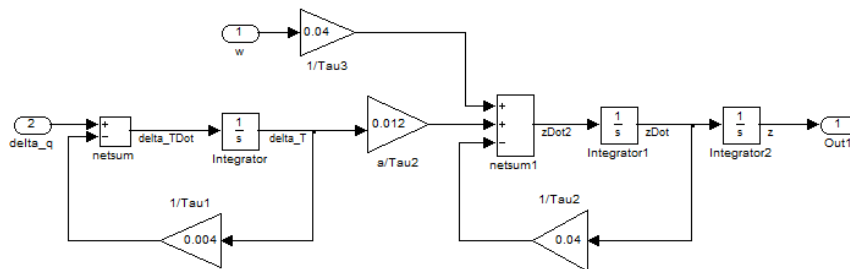 1
w
0.04
1/Tau3
2
delta_q
+
−
netsum
delta_TDot
1
s
Integrator
delta_T
0.012
a/Tau2
+
+
−
netsum1
zDot2
1
s
Integrator1
zDot
1
s
Integrator2
z
1
Out1
1/Tau1
0.004
1/Tau2
0.04